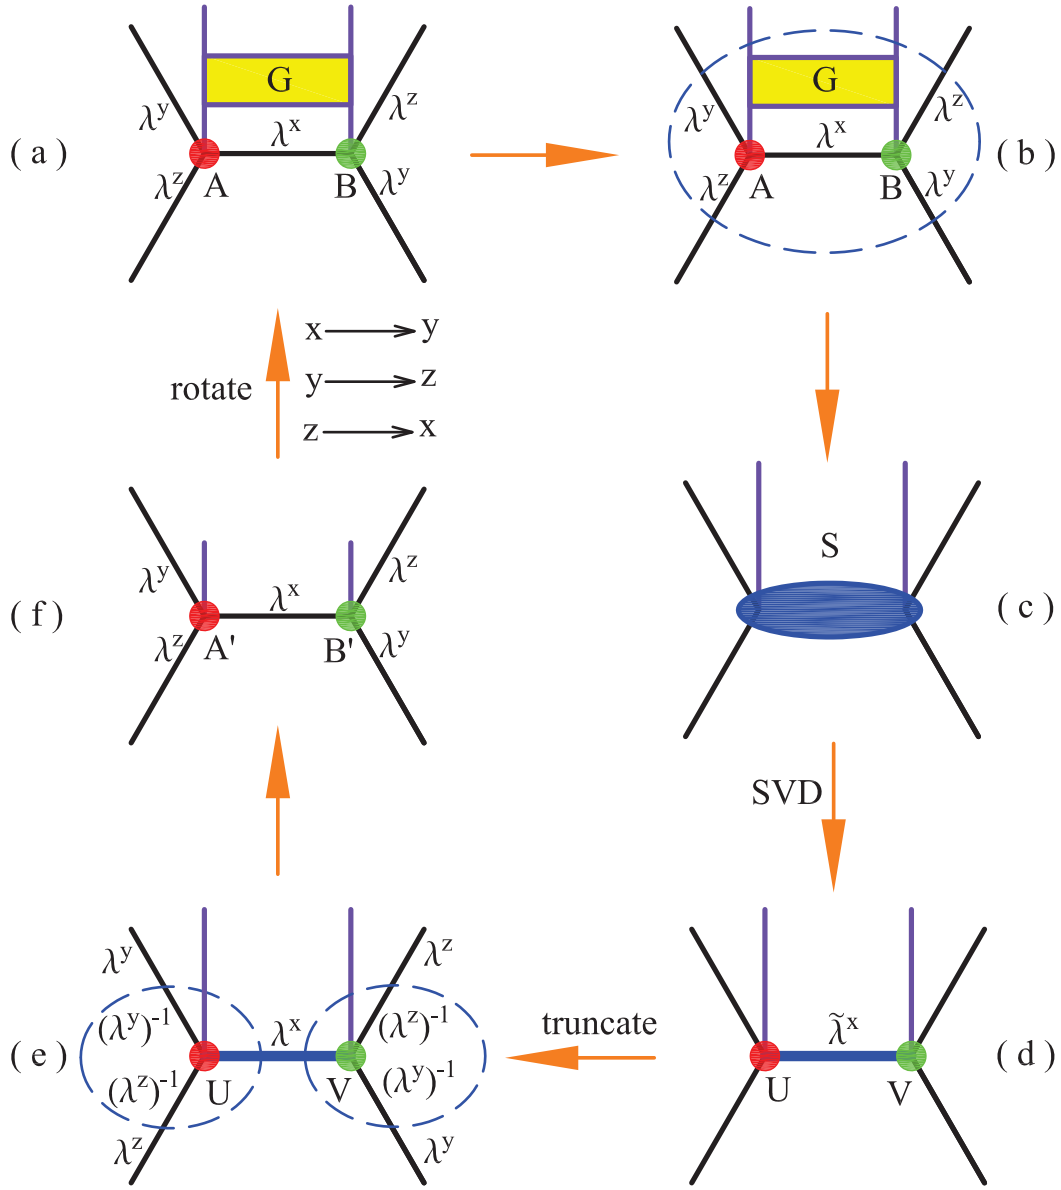 G
λ^y λ^x λ^z
( a )
λ^z A B λ^y
G
λ^y λ^x λ^z
( b )
λ^z A B λ^y
x y
rotate y z
z x
S
( c )
λ^y λ^x λ^z
( f )
λ^z A' B' λ^y
SVD
λ^y λ^z
(λ^y)^-1 λ^x (λ^z)^-1
( e )
(λ^z)^-1 U V (λ^y)^-1
λ^z λ^y
truncate
λ̃^x
( d )
U V